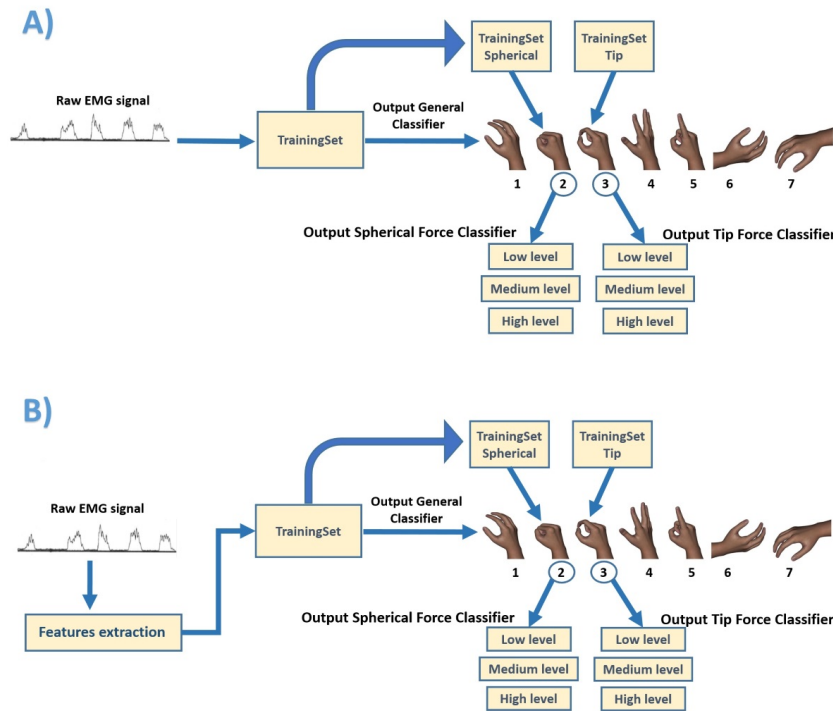 A)
TrainingSet
Spherical
TrainingSet
Tip
Raw EMG signal
TrainingSet
Output General
Classifier
1
2
3
4
5
6
7
Output Spherical Force Classifier
Output Tip Force Classifier
Low level
Medium level
High level
Low level
Medium level
High level
B)
TrainingSet
Spherical
TrainingSet
Tip
Raw EMG signal
TrainingSet
Output General
Classifier
1
2
3
4
5
6
7
Features extraction
Output Spherical Force Classifier
Output Tip Force Classifier
Low level
Medium level
High level
Low level
Medium level
High level